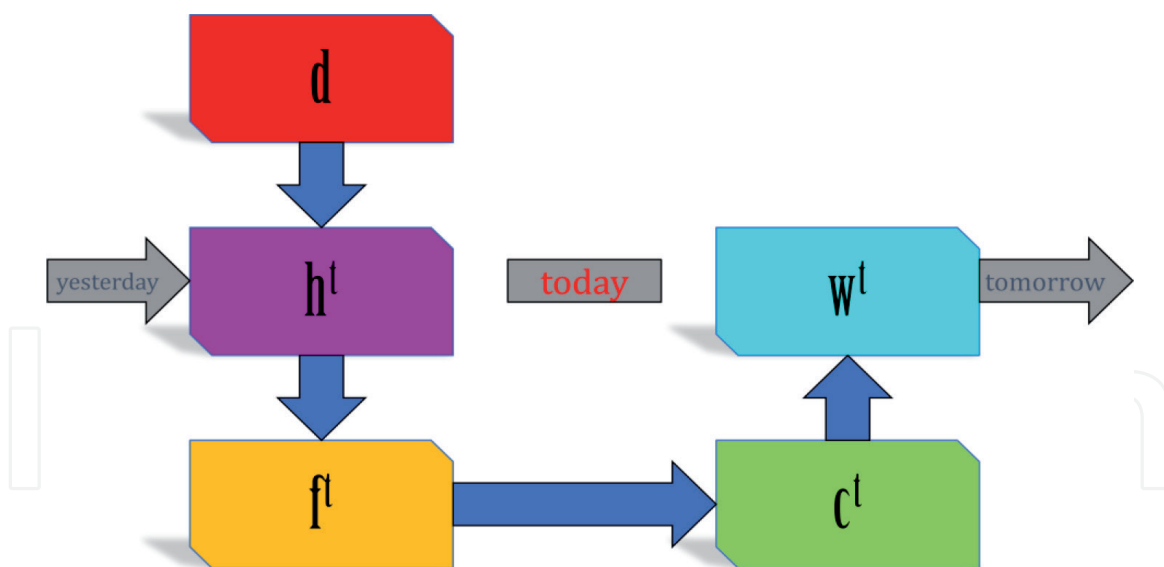 d
yesterday
hᵗ
today
wᵗ
tomorrow
fᵗ
cᵗ